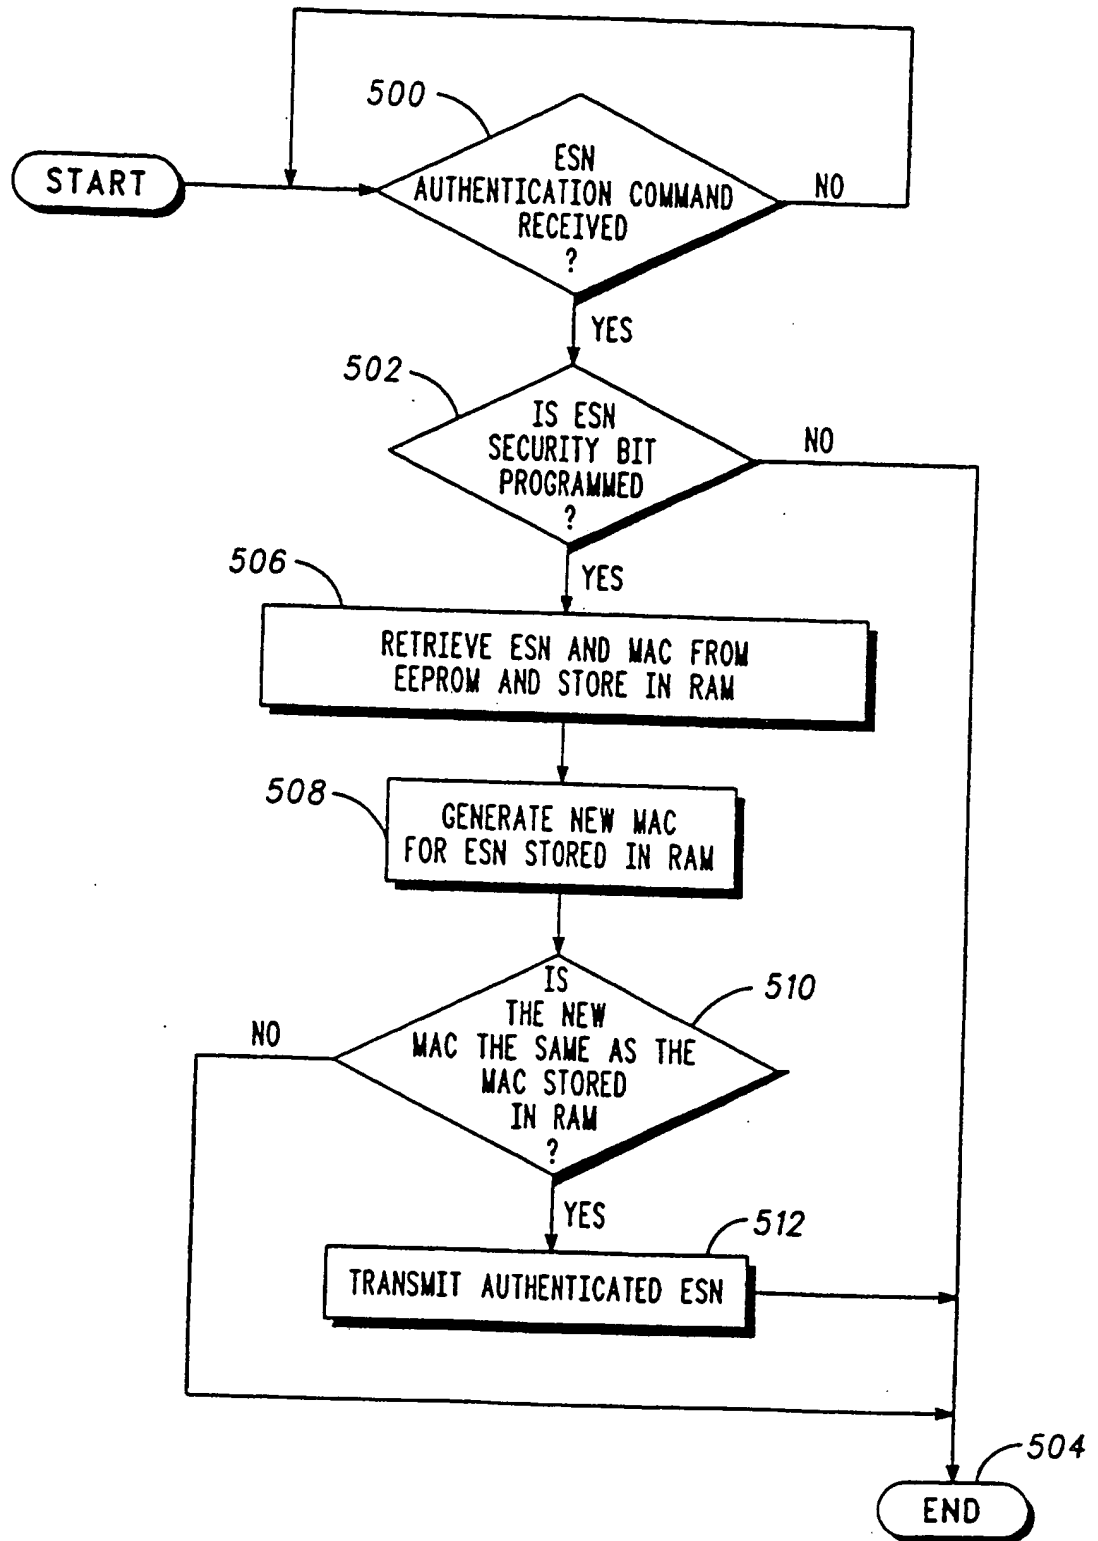 500
START
ESN
AUTHENTICATION COMMAND
RECEIVED
?
NO
YES
502
IS ESN
SECURITY BIT
PROGRAMMED
?
NO
YES
506
RETRIEVE ESN AND MAC FROM
EEPROM AND STORE IN RAM
508
GENERATE NEW MAC
FOR ESN STORED IN RAM
510
IS
THE NEW
MAC THE SAME AS THE
MAC STORED
IN RAM
?
NO
YES
512
TRANSMIT AUTHENTICATED ESN
504
END